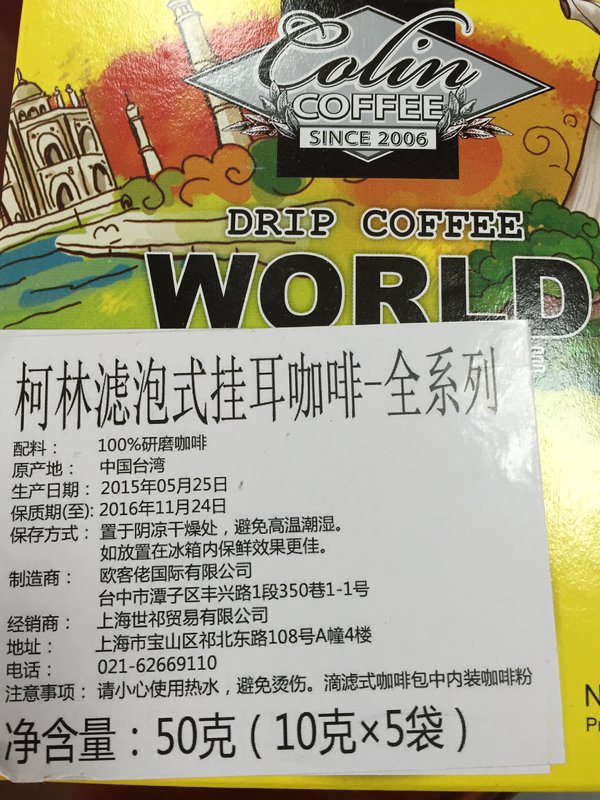 Colin
COFFEE
SINCE 2006
DRIP COFFEE
WORLD
柯林滤泡式挂耳咖啡-全系列
配料： 100%研磨咖啡
原产地： 中国台湾
生产日期： 2015年05月25日
保质期(至): 2016年11月24日
保存方式： 置于阴凉干燥处，避免高温潮湿。
如放置在冰箱内保鲜效果更佳。
制造商： 欧客佬国际有限公司
台中市潭子区丰兴路1段350巷1-1号
经销商： 上海世祁贸易有限公司
地址： 上海市宝山区祁北东路108号A幢4楼
电话： 021-62669110
注意事项： 请小心使用热水，避免烫伤。滴滤式咖啡包中内装咖啡粉
净含量：50克（10克×5袋）